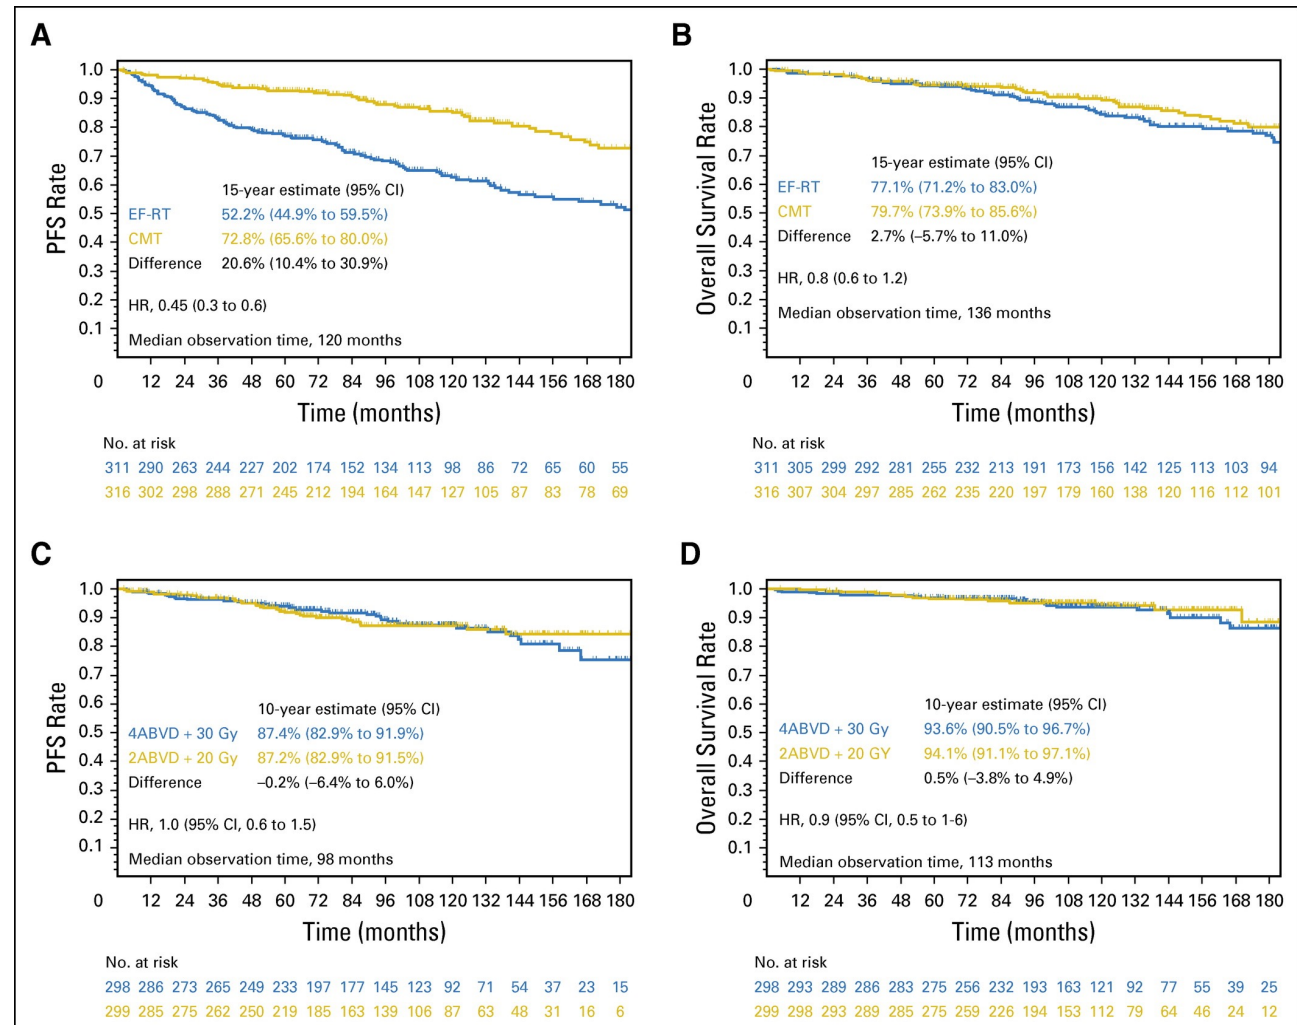 A
PFS Rate
1.0
0.9
0.8
0.7
0.6
0.5
0.4
0.3
0.2
0.1
15-year estimate (95% CI)
EF-RT 52.2% (44.9% to 59.5%)
CMT 72.8% (65.6% to 80.0%)
Difference 20.6% (10.4% to 30.9%)
HR, 0.45 (0.3 to 0.6)
Median observation time, 120 months
0 12 24 36 48 60 72 84 96 108 120 132 144 156 168 180
Time (months)
No. at risk
311 290 263 244 227 202 174 152 134 113 98 86 72 65 60 55
316 302 298 288 271 245 212 194 164 147 127 105 87 83 78 69
B
Overall Survival Rate
1.0
0.9
0.8
0.7
0.6
0.5
0.4
0.3
0.2
0.1
15-year estimate (95% CI)
EF-RT 77.1% (71.2% to 83.0%)
CMT 79.7% (73.9% to 85.6%)
Difference 2.7% (–5.7% to 11.0%)
HR, 0.8 (0.6 to 1.2)
Median observation time, 136 months
0 12 24 36 48 60 72 84 96 108 120 132 144 156 168 180
Time (months)
No. at risk
311 305 299 292 281 255 232 213 191 173 156 142 125 113 103 94
316 307 304 297 285 262 235 220 197 179 160 138 120 116 112 101
C
PFS Rate
1.0
0.9
0.8
0.7
0.6
0.5
0.4
0.3
0.2
0.1
10-year estimate (95% CI)
4ABVD + 30 Gy 87.4% (82.9% to 91.9%)
2ABVD + 20 Gy 87.2% (82.9% to 91.5%)
Difference –0.2% (–6.4% to 6.0%)
HR, 1.0 (95% CI, 0.6 to 1.5)
Median observation time, 98 months
0 12 24 36 48 60 72 84 96 108 120 132 144 156 168 180
Time (months)
No. at risk
298 286 273 265 249 233 197 177 145 123 92 71 54 37 23 15
299 285 275 262 250 219 185 163 139 106 87 63 48 31 16 6
D
Overall Survival Rate
1.0
0.9
0.8
0.7
0.6
0.5
0.4
0.3
0.2
0.1
10-year estimate (95% CI)
4ABVD + 30 Gy 93.6% (90.5% to 96.7%)
2ABVD + 20 GY 94.1% (91.1% to 97.1%)
Difference 0.5% (–3.8% to 4.9%)
HR, 0.9 (95% CI, 0.5 to 1-6)
Median observation time, 113 months
0 12 24 36 48 60 72 84 96 108 120 132 144 156 168 180
Time (months)
No. at risk
298 293 289 286 283 275 256 232 193 163 121 92 77 55 39 25
299 298 293 289 285 275 259 226 194 153 112 79 64 46 24 12